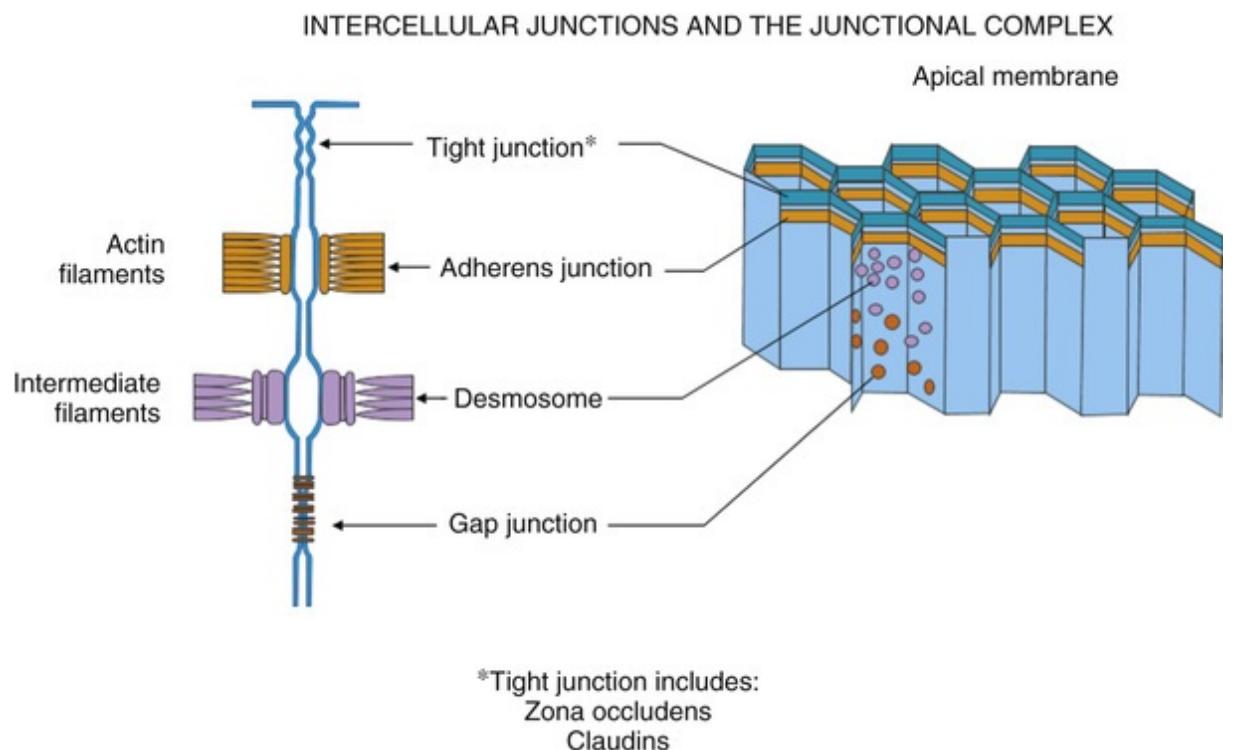 INTERCELLULAR JUNCTIONS AND THE JUNCTIONAL COMPLEX
Apical membrane
Tight junction*
Actin
filaments
Adherens junction
Intermediate
filaments
Desmosome
Gap junction
*Tight junction includes:
Zona occludens
Claudins